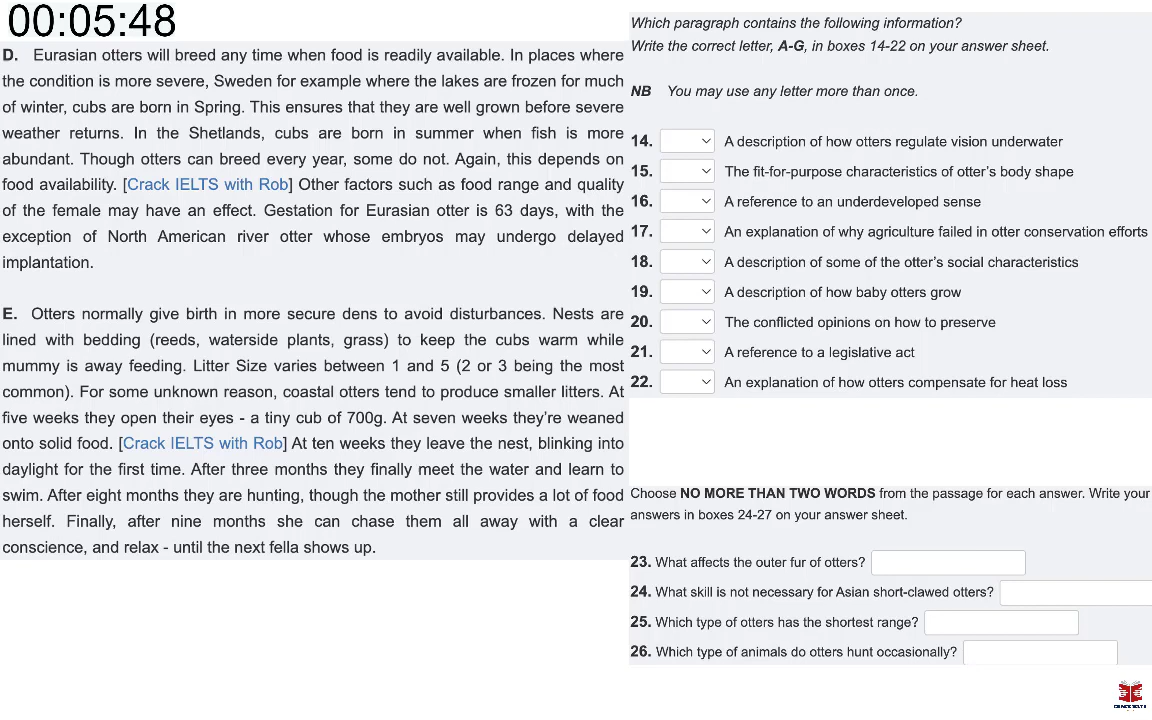 00:05:48
D. Eurasian otters will breed any time when food is readily available. In places where
the condition is more severe, Sweden for example where the lakes are frozen for much
of winter, cubs are born in Spring. This ensures that they are well grown before severe
weather returns. In the Shetlands, cubs are born in summer when fish is more
abundant. Though otters can breed every year, some do not. Again, this depends on
food availability. [Crack IELTS with Rob] Other factors such as food range and quality
of the female may have an effect. Gestation for Eurasian otter is 63 days, with the
exception of North American river otter whose embryos may undergo delayed
implantation.
E. Otters normally give birth in more secure dens to avoid disturbances. Nests are
lined with bedding (reeds, waterside plants, grass) to keep the cubs warm while
mummy is away feeding. Litter Size varies between 1 and 5 (2 or 3 being the most
common). For some unknown reason, coastal otters tend to produce smaller litters. At
five weeks they open their eyes - a tiny cub of 700g. At seven weeks they're weaned
onto solid food. [Crack IELTS with Rob] At ten weeks they leave the nest, blinking into
daylight for the first time. After three months they finally meet the water and learn to
swim. After eight months they are hunting, though the mother still provides a lot of food
herself. Finally, after nine months she can chase them all away with a clear
conscience, and relax - until the next fella shows up.
Which paragraph contains the following information?
Write the correct letter, A-G, in boxes 14-22 on your answer sheet.
NB You may use any letter more than once.
14. A description of how otters regulate vision underwater
15. The fit-for-purpose characteristics of otter's body shape
16. A reference to an underdeveloped sense
17. An explanation of why agriculture failed in otter conservation efforts
18. A description of some of the otter's social characteristics
19. A description of how baby otters grow
20. The conflicted opinions on how to preserve
21. A reference to a legislative act
22. An explanation of how otters compensate for heat loss
Choose NO MORE THAN TWO WORDS from the passage for each answer. Write your
answers in boxes 24-27 on your answer sheet.
23. What affects the outer fur of otters?
24. What skill is not necessary for Asian short-clawed otters?
25. Which type of otters has the shortest range?
26. Which type of animals do otters hunt occasionally?